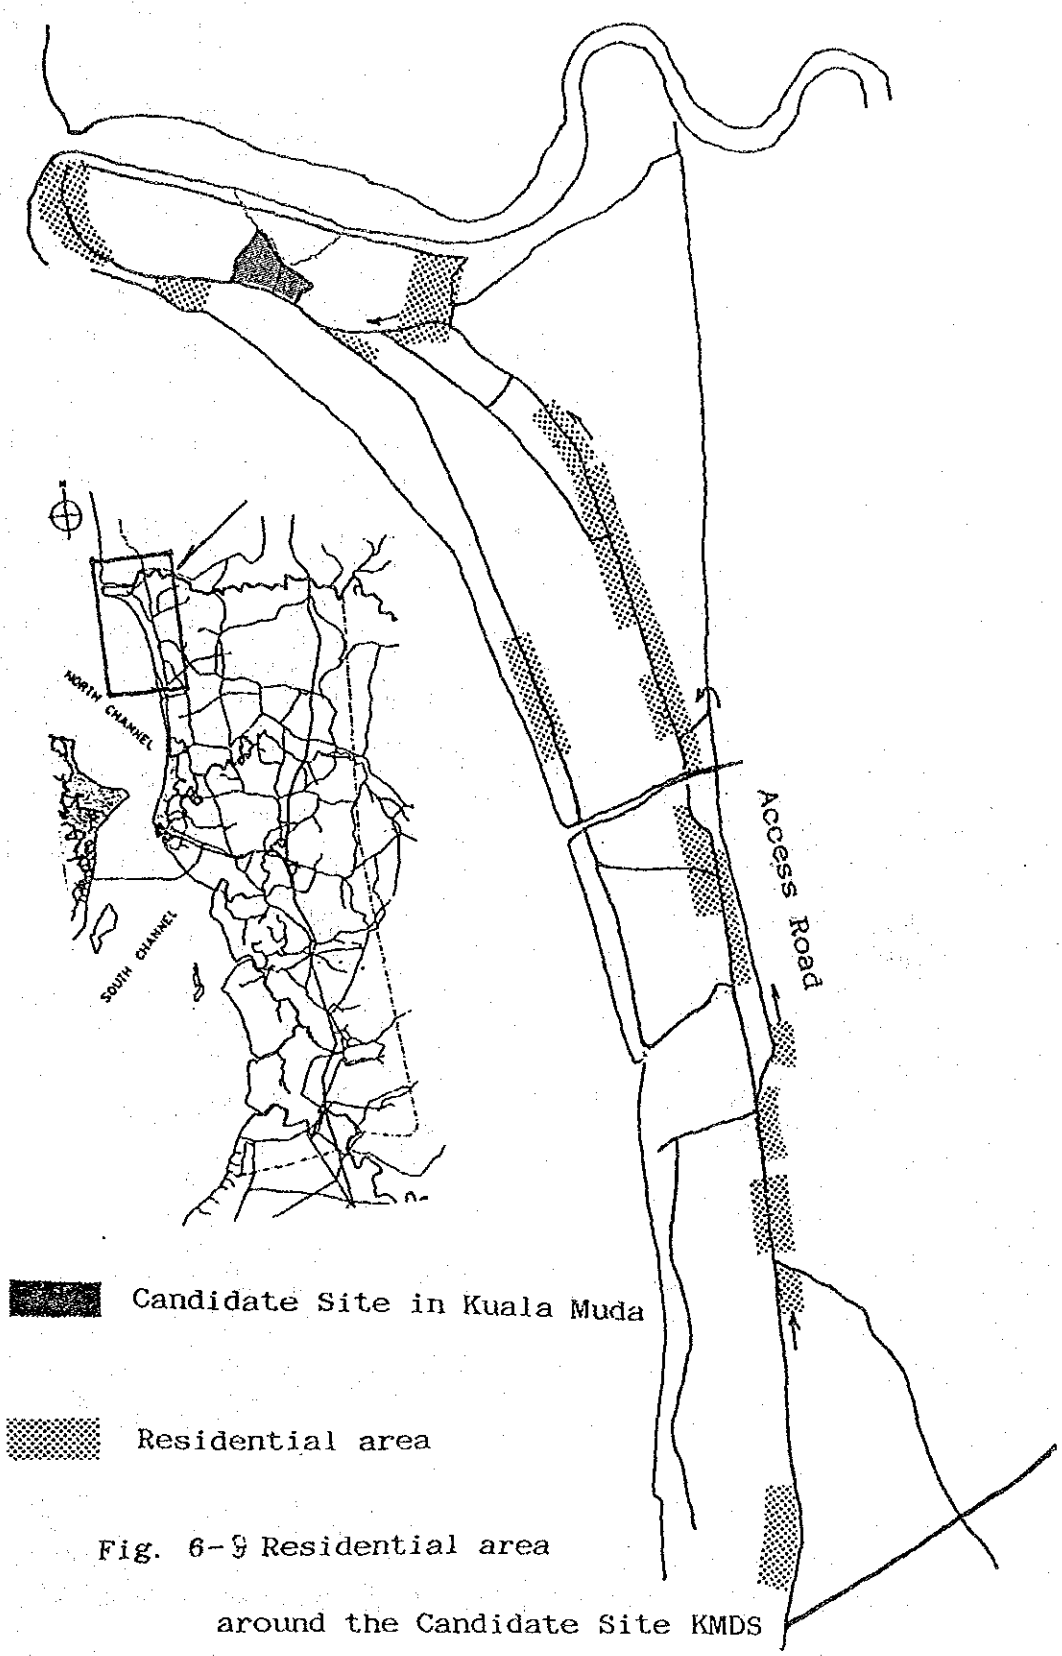 N
NORTH CHANNEL
SOUTH CHANNEL
Access Road
Candidate Site in Kuala Muda
Residential area
Fig. 6-9 Residential area
around the Candidate Site KMDS